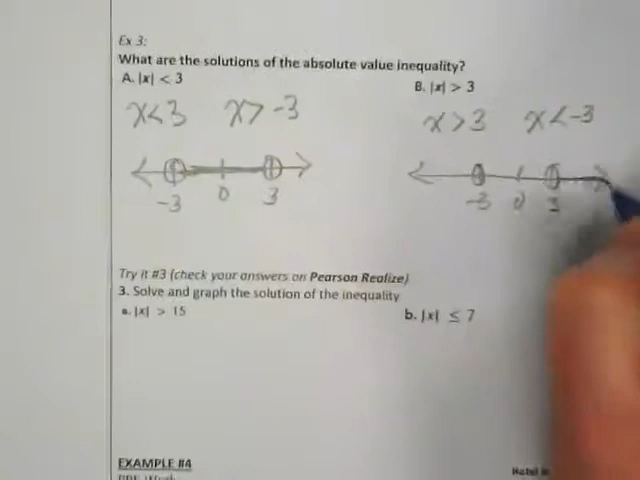 Ex 3:
What are the solutions of the absolute value inequality?
A. |x| < 3
B. |x| > 3
x<3 x>-3
x>3 x<-3
-3 0 3
-3 0 3
Try it #3 (check your answers on Pearson Realize)
3. Solve and graph the solution of the inequality
a. |x| > 15
b. |x| ≤ 7
EXAMPLE #4